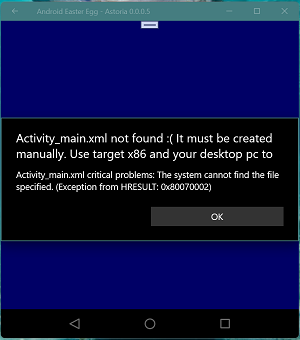 Android Easter Egg - Astoria 0.0.0.5
Activity_main.xml not found :( It must be created
manually. Use target x86 and your desktop pc to
Activity_main.xml critical problems: The system cannot find the file
specified. (Exception from HRESULT: 0x80070002)
OK